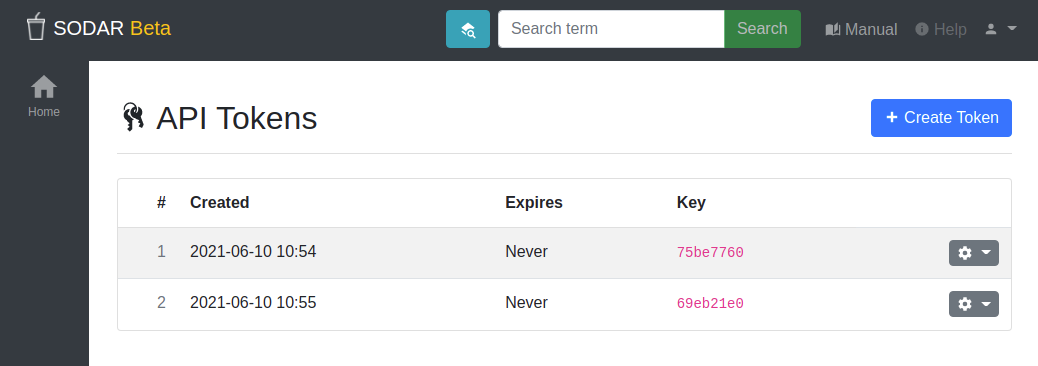 SODAR Beta
Search term
Search
Manual
Help
Home
API Tokens
+ Create Token
# Created Expires Key
1 2021-06-10 10:54 Never 75be7760
2 2021-06-10 10:55 Never 69eb21e0